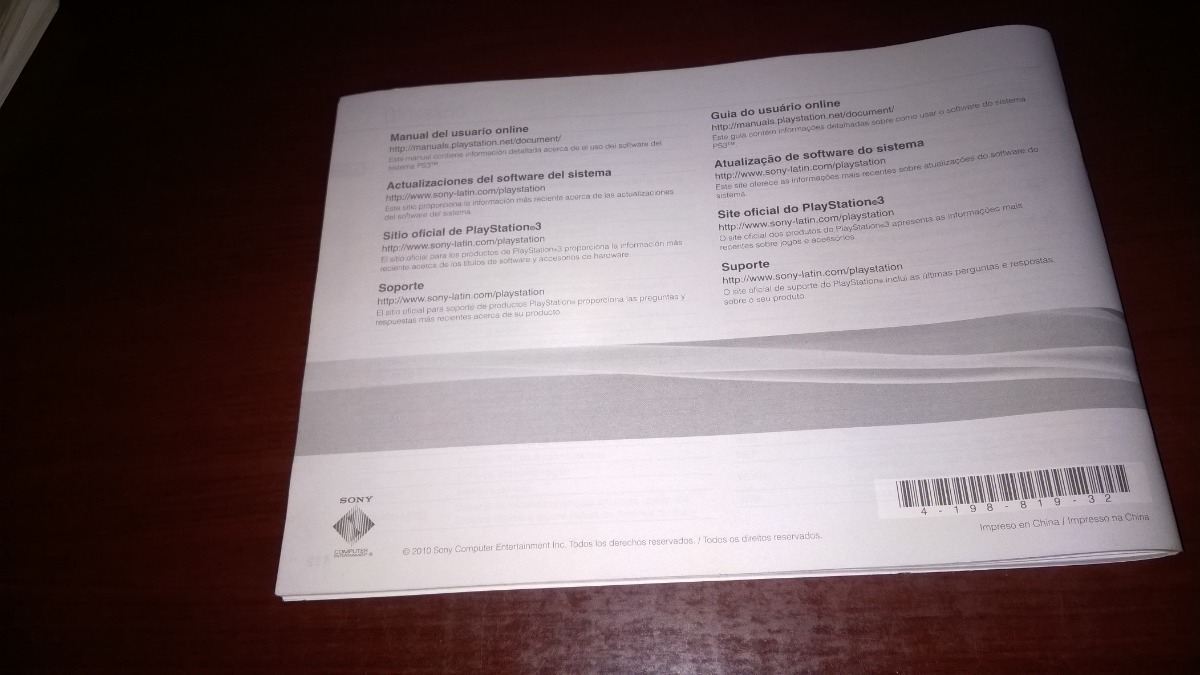 Manual del usuario online
http://manuals.playstation.net/document/
Este manual contiene información detallada acerca de el uso del software del
sistema PS3™.
Actualizaciones del software del sistema
http://www.sony-latin.com/playstation
Este sitio proporciona la información más reciente acerca de las actualizaciones
del software del sistema.
Sitio oficial de PlayStation®3
http://www.sony-latin.com/playstation
El sitio oficial para los productos de PlayStation®3 proporciona la información más
reciente acerca de los títulos de software y accesorios de hardware.
Soporte
http://www.sony-latin.com/playstation
El sitio oficial para soporte de productos PlayStation® proporciona las preguntas y
respuestas más recientes acerca de su producto.
Guia do usuário online
http://manuals.playstation.net/document/
Este guia contém informações detalhadas sobre como usar o software do sistema
PS3™.
Atualização de software do sistema
http://www.sony-latin.com/playstation
Este site oferece as informações mais recentes sobre atualizações do software do
sistema.
Site oficial do PlayStation®3
http://www.sony-latin.com/playstation
O site oficial dos produtos do PlayStation®3 apresenta as informações mais
recentes sobre jogos e acessórios.
Suporte
http://www.sony-latin.com/playstation
O site oficial de suporte do PlayStation® inclui as últimas perguntas e respostas
sobre o seu produto.
SONY
COMPUTER
ENTERTAINMENT®
© 2010 Sony Computer Entertainment Inc. Todos los derechos reservados. / Todos os direitos reservados.
4-198-819-32
Impreso en China / Impresso na China